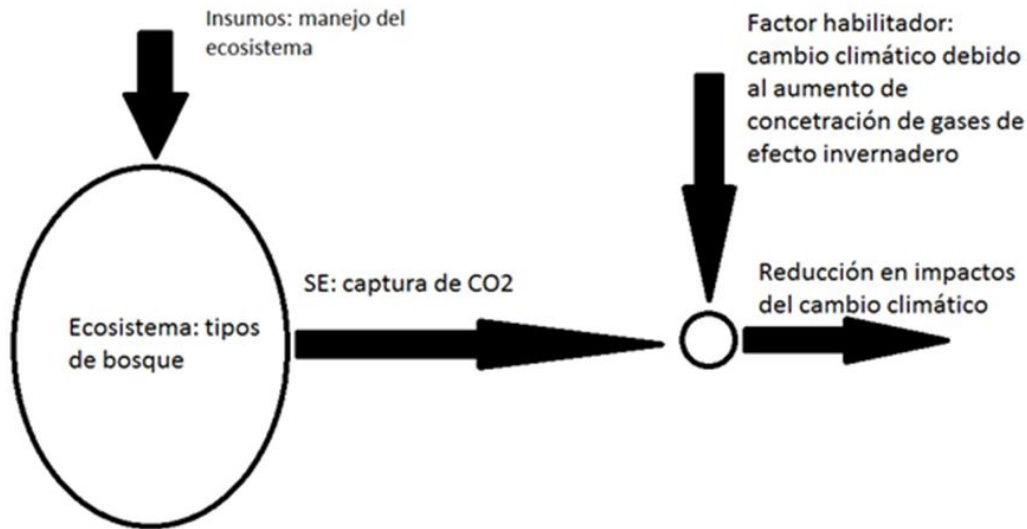 Insumos: manejo del
ecosistema
Factor habilitador:
cambio climático debido
al aumento de
concetración de gases de
efecto invernadero
SE: captura de CO2
Reducción en impactos
del cambio climático
Ecosistema: tipos
de bosque